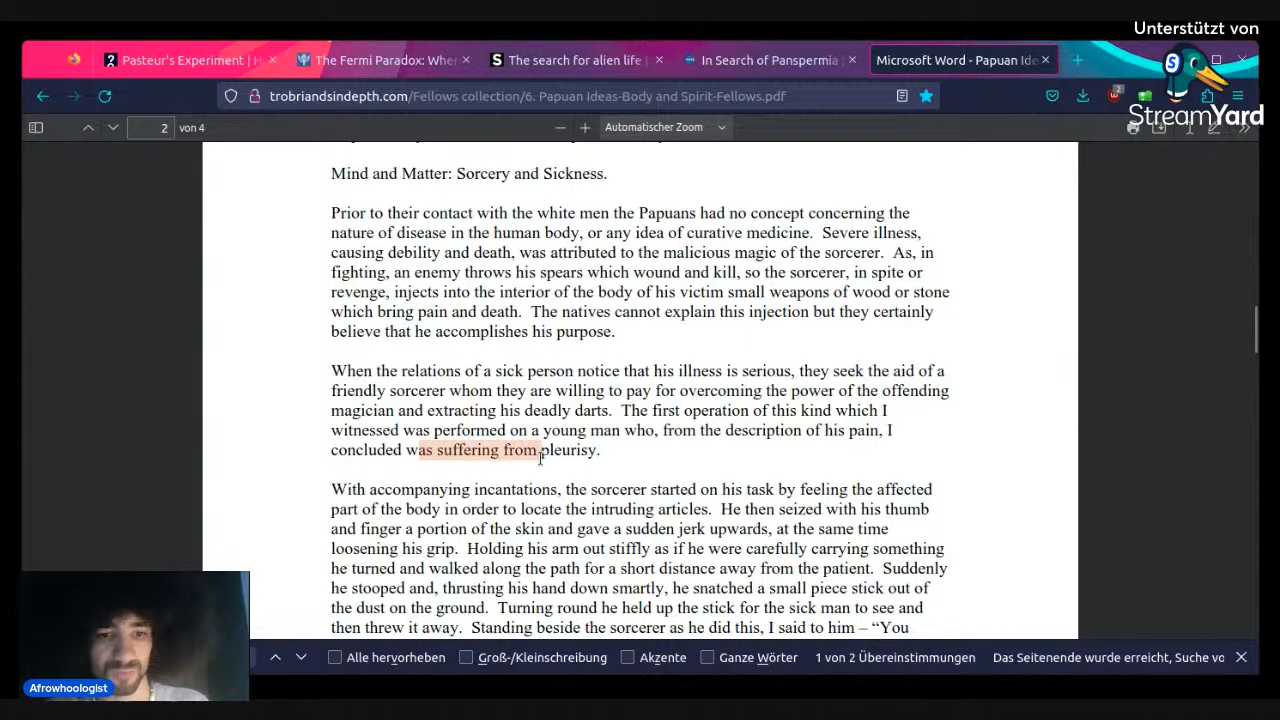 Unterstützt von
StreamYard
Pasteur's Experiment | H
The Fermi Paradox: Wher
The search for alien life |
In Search of Panspermia |
Microsoft Word - Papuan Ide
trobriandsindepth.com/Fellows collection/6. Papuan Ideas-Body and Spirit-Fellows.pdf
2 von 4
Automatischer Zoom
Mind and Matter: Sorcery and Sickness.
Prior to their contact with the white men the Papuans had no concept concerning the
nature of disease in the human body, or any idea of curative medicine. Severe illness,
causing debility and death, was attributed to the malicious magic of the sorcerer. As, in
fighting, an enemy throws his spears which wound and kill, so the sorcerer, in spite or
revenge, injects into the interior of the body of his victim small weapons of wood or stone
which bring pain and death. The natives cannot explain this injection but they certainly
believe that he accomplishes his purpose.
When the relations of a sick person notice that his illness is serious, they seek the aid of a
friendly sorcerer whom they are willing to pay for overcoming the power of the offending
magician and extracting his deadly darts. The first operation of this kind which I
witnessed was performed on a young man who, from the description of his pain, I
concluded was suffering from pleurisy.
With accompanying incantations, the sorcerer started on his task by feeling the affected
part of the body in order to locate the intruding articles. He then seized with his thumb
and finger a portion of the skin and gave a sudden jerk upwards, at the same time
loosening his grip. Holding his arm out stiffly as if he were carefully carrying something
he turned and walked along the path for a short distance away from the patient. Suddenly
he stooped and, thrusting his hand down smartly, he snatched a small piece stick out of
the dust on the ground. Turning round he held up the stick for the sick man to see and
then threw it away. Standing beside the sorcerer as he did this, I said to him – “You
Alle hervorheben
Groß-/Kleinschreibung
Akzente
Ganze Wörter
1 von 2 Übereinstimmungen
Das Seitenende wurde erreicht, Suche vo
Afrowhoologist